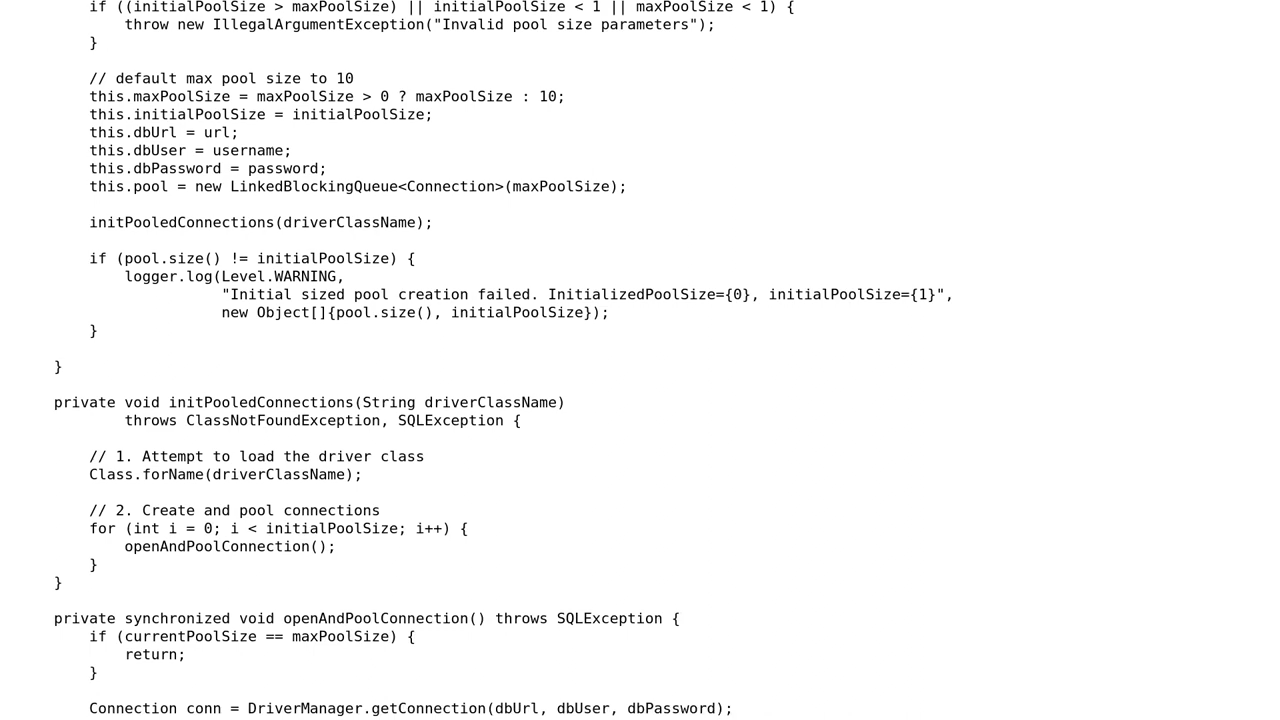 if ((initialPoolSize > maxPoolSize) || initialPoolSize < 1 || maxPoolSize < 1) {
throw new IllegalArgumentException("Invalid pool size parameters");
}
// default max pool size to 10
this.maxPoolSize = maxPoolSize > 0 ? maxPoolSize : 10;
this.initialPoolSize = initialPoolSize;
this.dbUrl = url;
this.dbUser = username;
this.dbPassword = password;
this.pool = new LinkedBlockingQueue<Connection>(maxPoolSize);
initPooledConnections(driverClassName);
if (pool.size() != initialPoolSize) {
logger.log(Level.WARNING,
"Initial sized pool creation failed. InitializedPoolSize={0}, initialPoolSize={1}",
new Object[]{pool.size(), initialPoolSize});
}
}
private void initPooledConnections(String driverClassName)
throws ClassNotFoundException, SQLException {
// 1. Attempt to load the driver class
Class.forName(driverClassName);
// 2. Create and pool connections
for (int i = 0; i < initialPoolSize; i++) {
openAndPoolConnection();
}
}
private synchronized void openAndPoolConnection() throws SQLException {
if (currentPoolSize == maxPoolSize) {
return;
}
Connection conn = DriverManager.getConnection(dbUrl, dbUser, dbPassword);